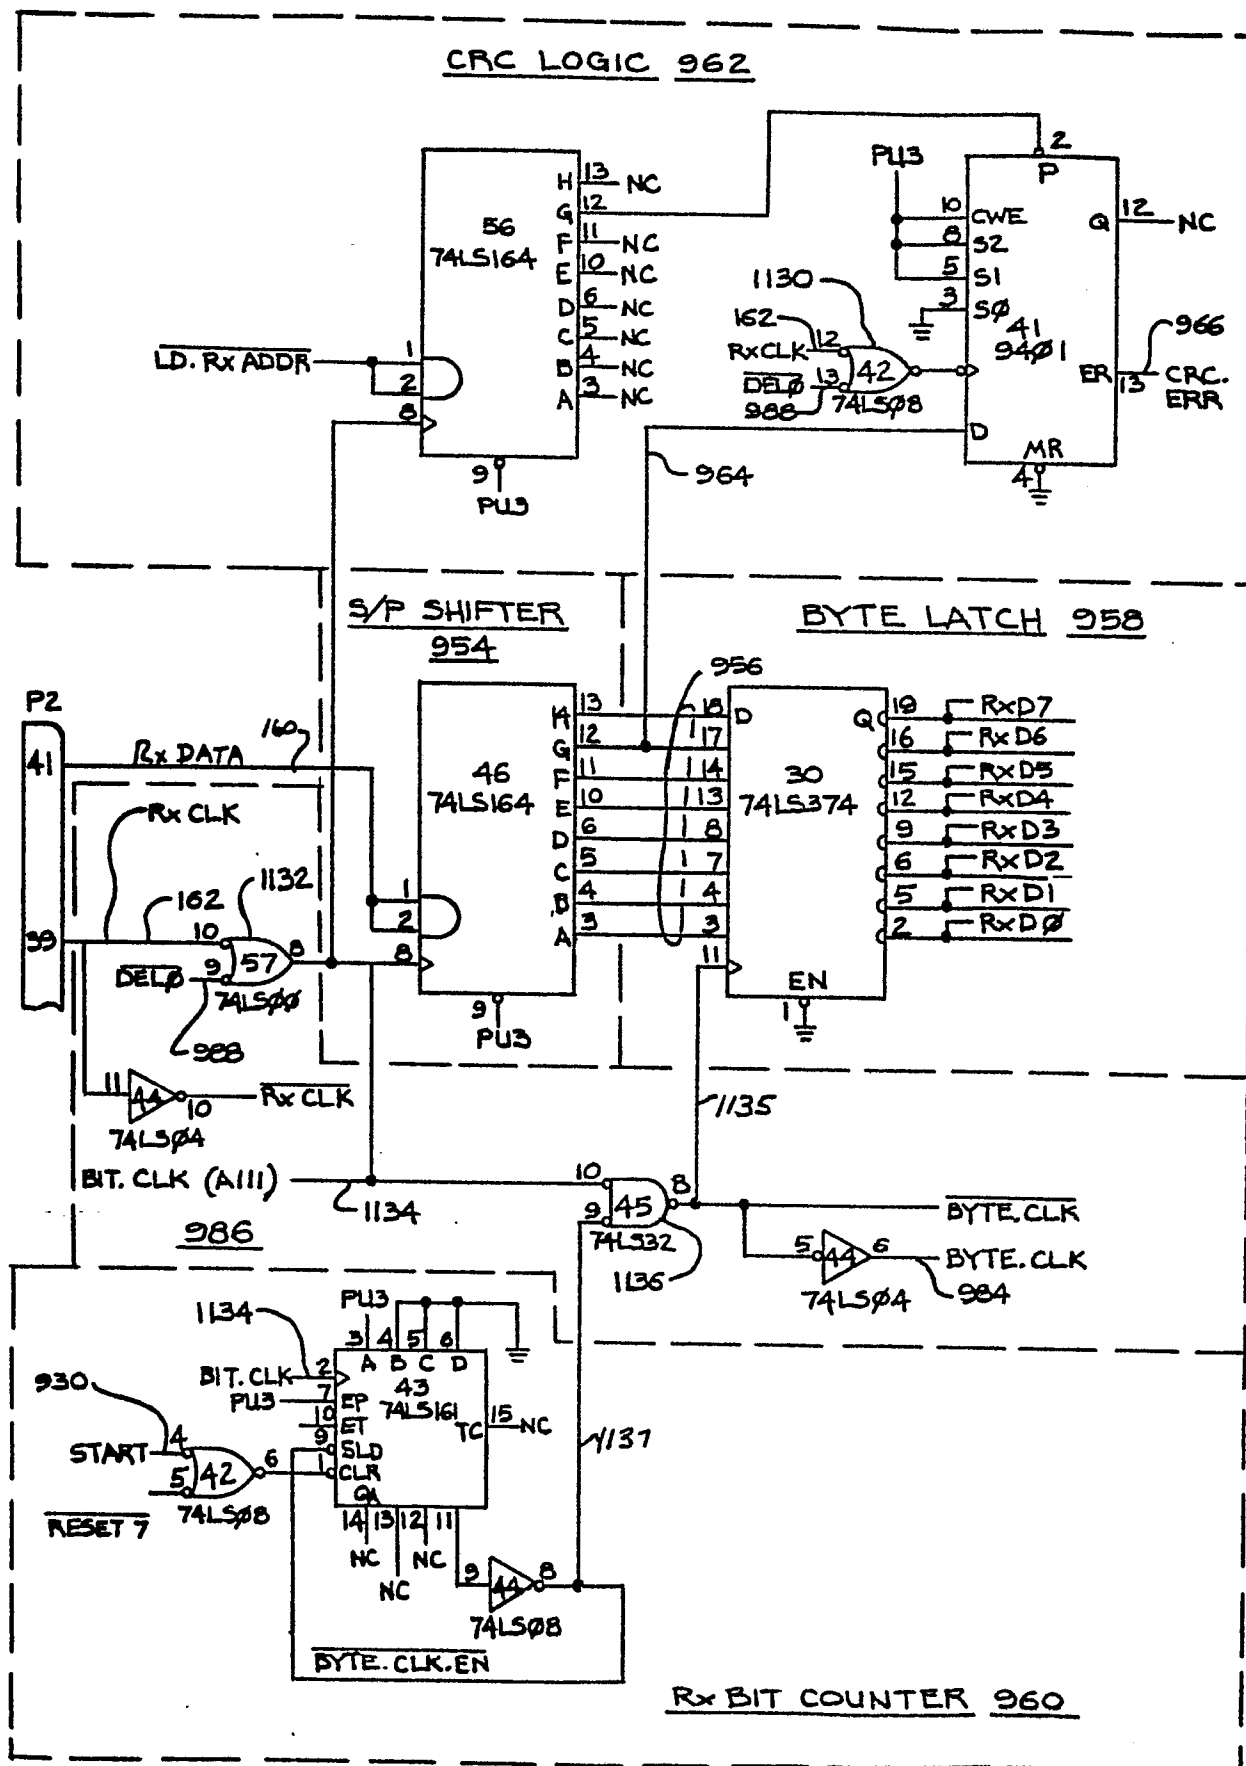 CRC LOGIC 962
56
74LS164
H 13 NC
G 12
F 11 NC
E 10 NC
D 6 NC
C 5 NC
B 4 NC
A 3 NC
LD. Rx ADDR
1
2
8
9
PU3
PU3
2
P
10 CWE
8 S2
5 S1
3 SØ
41
94Ø1
Q 12 NC
ER 13 CRC. ERR
966
D
MR
4
1130
162
RxCLK 12
DELØ 13
988
42
74LSØ8
964
S/P SHIFTER
954
BYTE LATCH 958
P2
41
39
Rx DATA
160
Rx CLK
162
1132
10
9
8
57
DELØ
74LSØØ
988
11
44
10
Rx CLK
74LSØ4
46
74LS164
H 13
G 12
F 11
E 10
D 6
C 5
B 4
A 3
1
2
8
9
PU3
956
30
74LS374
D
Q
18
17
14
13
8
7
4
3
11
EN
1
19 RxD7
16 RxD6
15 RxD5
12 RxD4
9 RxD3
6 RxD2
5 RxD1
2 RxDØ
1135
BIT. CLK (A111)
1134
986
10
9
8
45
74LS32
1136
BYTE.CLK
5
44
6
BYTE.CLK
74LSØ4
984
1134
PU3
3 4 5 6
A B C D
BIT. CLK 2
PU3 7 EP
10 ET
9 SLD
1 CLR
43
74LS161
TC 15 NC
QA
14 13 12 11
NC NC
NC
930
START 4
5
42
6
74LSØ8
RESET 7
9
44
8
74LSØ8
1137
BYTE.CLK.EN
Rx BIT COUNTER 960